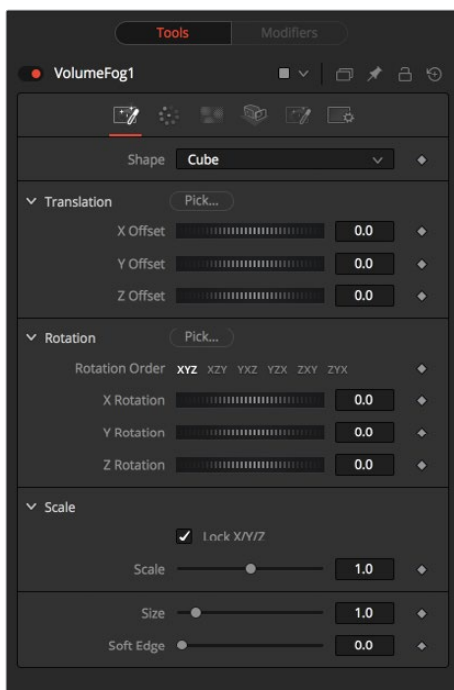 Tools Modifiers
VolumeFog1
Shape Cube
Translation Pick...
X Offset 0.0
Y Offset 0.0
Z Offset 0.0
Rotation Pick...
Rotation Order XYZ XZY YXZ YZX ZXY ZYX
X Rotation 0.0
Y Rotation 0.0
Z Rotation 0.0
Scale
Lock X/Y/Z
Scale 1.0
Size 1.0
Soft Edge 0.0